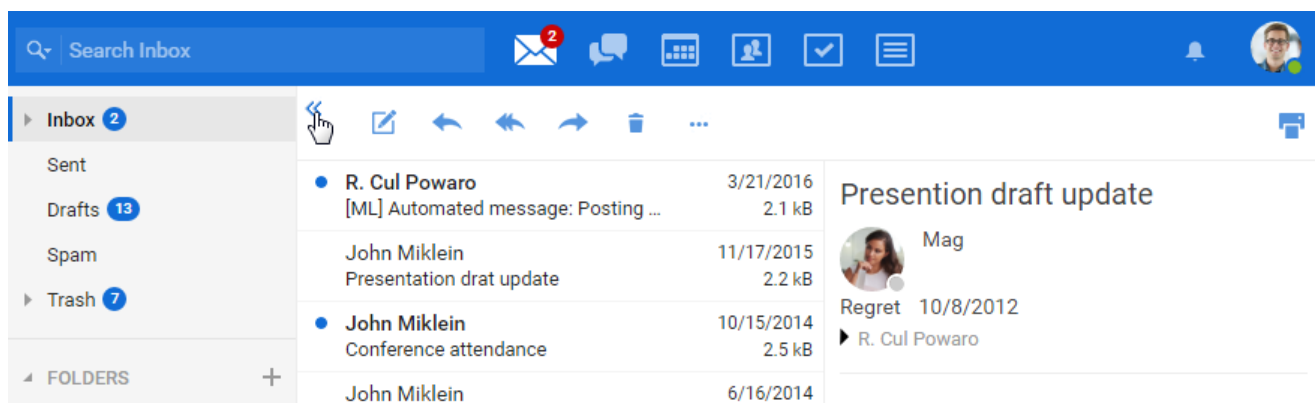 Search Inbox
2
Inbox 2
Sent
Drafts 13
Spam
Trash 7
FOLDERS
R. Cul Powaro 3/21/2016
[ML] Automated message: Posting ... 2.1 kB
John Miklein 11/17/2015
Presentation drat update 2.2 kB
John Miklein 10/15/2014
Conference attendance 2.5 kB
John Miklein 6/16/2014
Presention draft update
Mag
Regret 10/8/2012
R. Cul Powaro